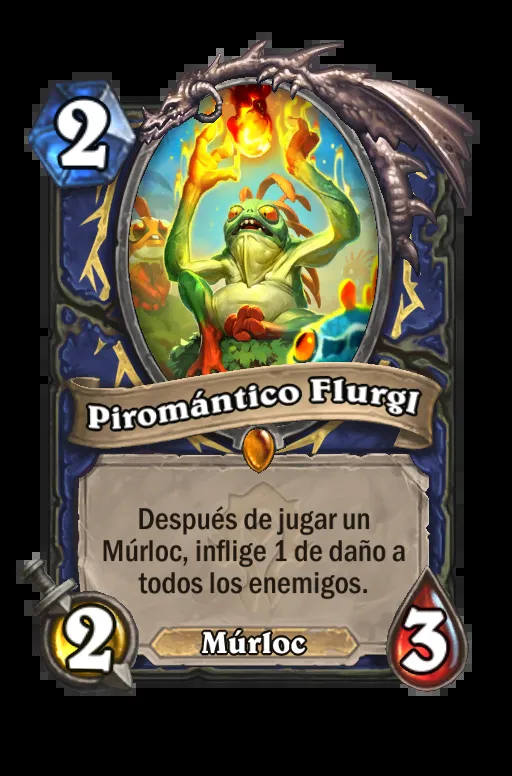 2
Piromántico Flurgl
Después de jugar un
Múrloc, inflige 1 de daño a
todos los enemigos.
2
Múrloc
3